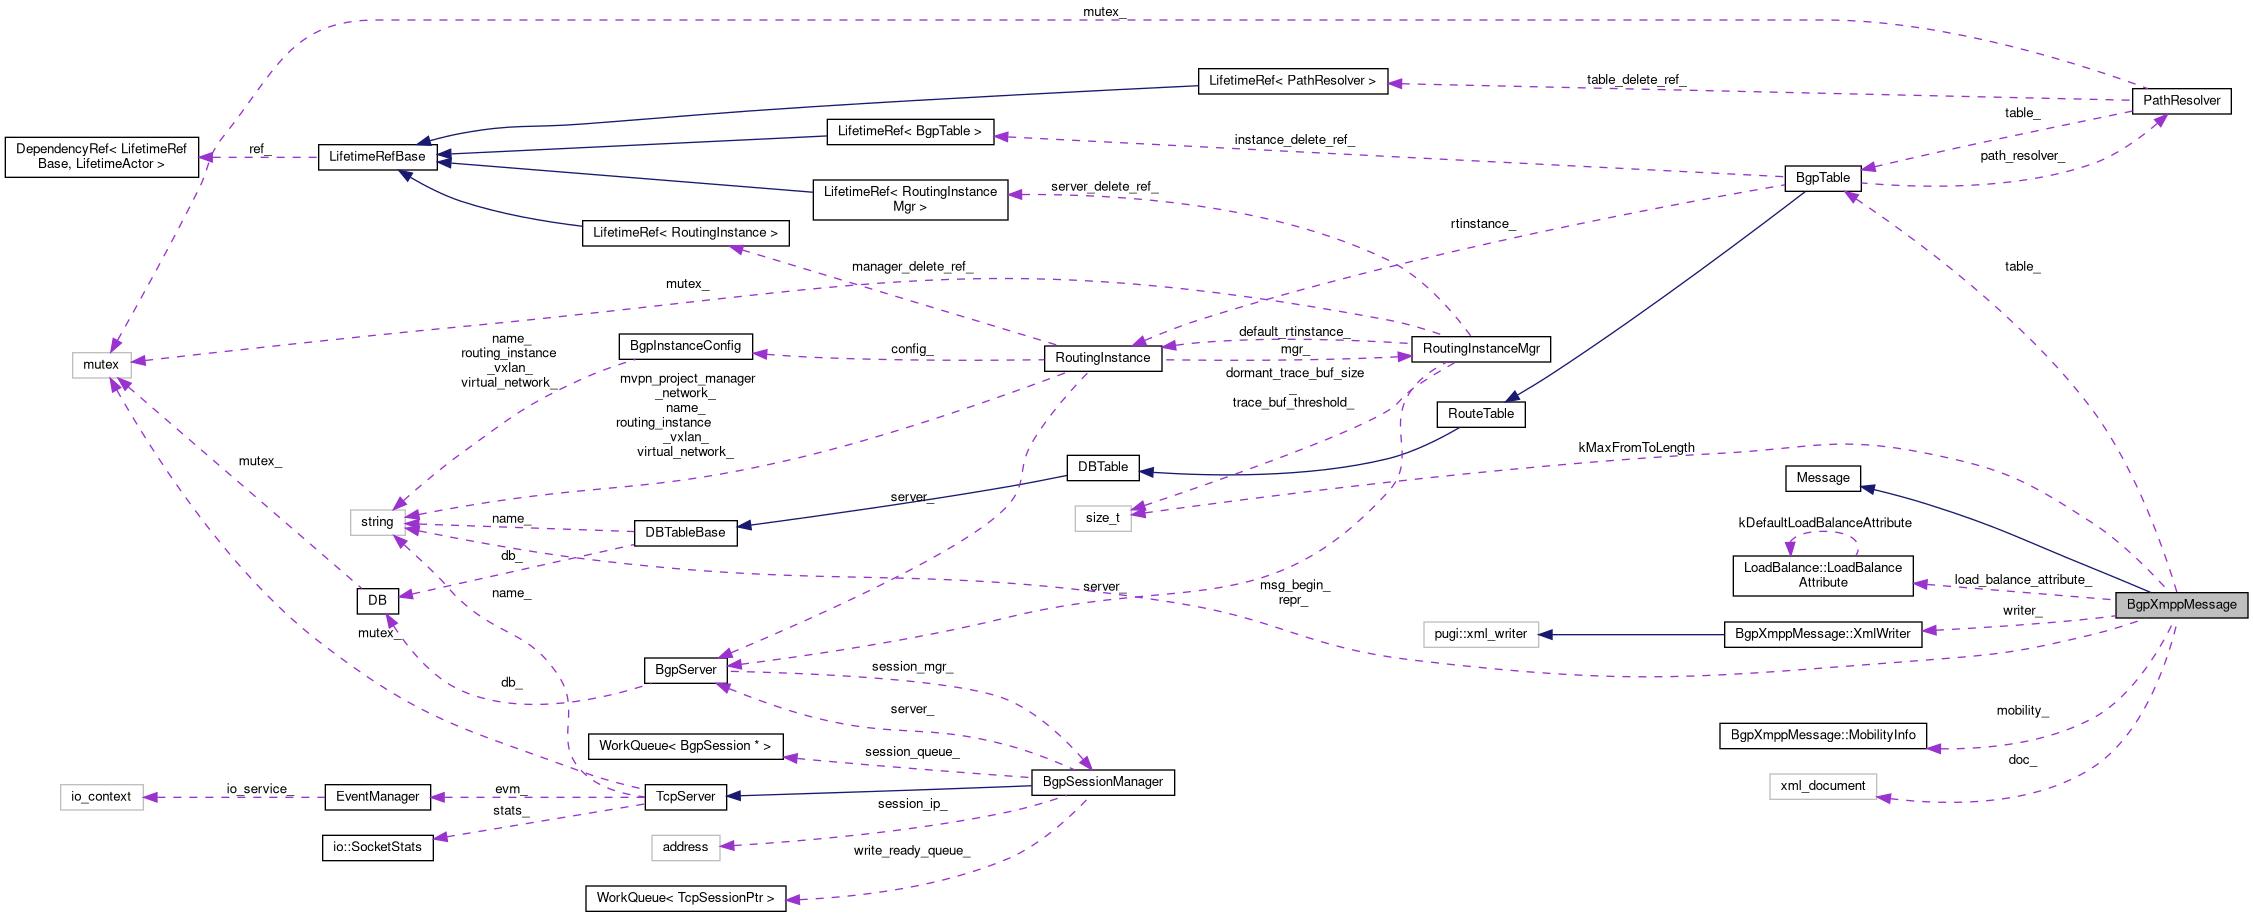 mutex_
LifetimeRef< PathResolver >
table_delete_ref_
PathResolver
table_
LifetimeRef< BgpTable >
instance_delete_ref_
DependencyRef< LifetimeRef
Base, LifetimeActor >
ref_
LifetimeRefBase
path_resolver_
BgpTable
LifetimeRef< RoutingInstance
Mgr >
server_delete_ref_
LifetimeRef< RoutingInstance >
rtinstance_
manager_delete_ref_
table_
mutex_
name_
routing_instance
_vxlan_
virtual_network_
BgpInstanceConfig
config_
RoutingInstance
default_rtinstance_
mgr_
RoutingInstanceMgr
mutex
mvpn_project_manager
_network_
name_
routing_instance
_vxlan_
virtual_network_
dormant_trace_buf_size
_
trace_buf_threshold_
RouteTable
kMaxFromToLength
mutex_
DBTable
Message
server_
string
name_
DBTableBase
size_t
kDefaultLoadBalanceAttribute
db_
LoadBalance::LoadBalance
Attribute
load_balance_attribute_
DB
name_
server_
msg_begin_
repr_
BgpXmppMessage
writer_
mutex_
pugi::xml_writer
BgpXmppMessage::XmlWriter
BgpServer
session_mgr_
db_
server_
mobility_
WorkQueue< BgpSession * >
session_queue_
BgpXmppMessage::MobilityInfo
doc_
io_context
io_service_
EventManager
evm_
stats_
TcpServer
BgpSessionManager
xml_document
session_ip_
io::SocketStats
address
write_ready_queue_
WorkQueue< TcpSessionPtr >